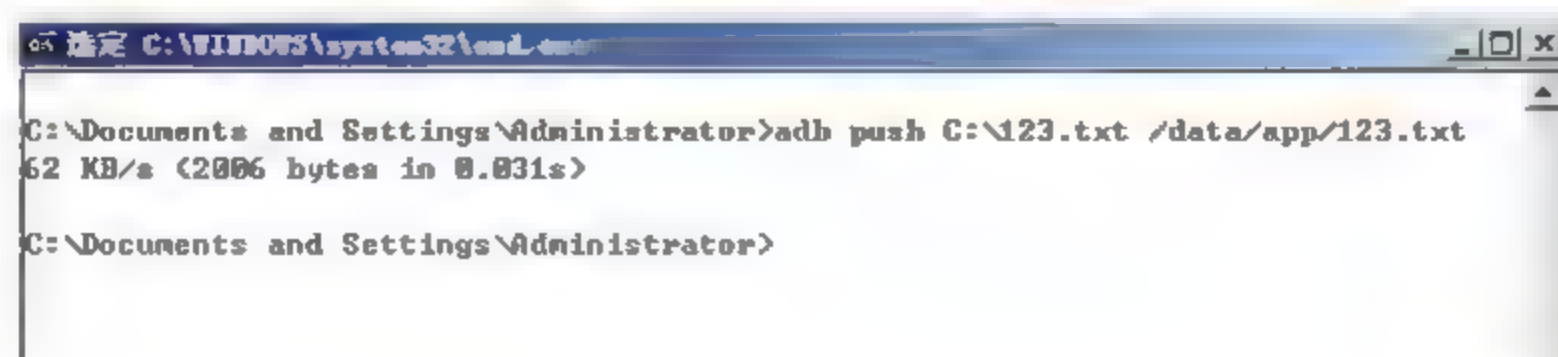 选定 C:\WINDOWS\system32\cmd.exe
C:\Documents and Settings\Administrator>adb push C:\123.txt /data/app/123.txt
62 KB/s (2006 bytes in 0.031s)
C:\Documents and Settings\Administrator>